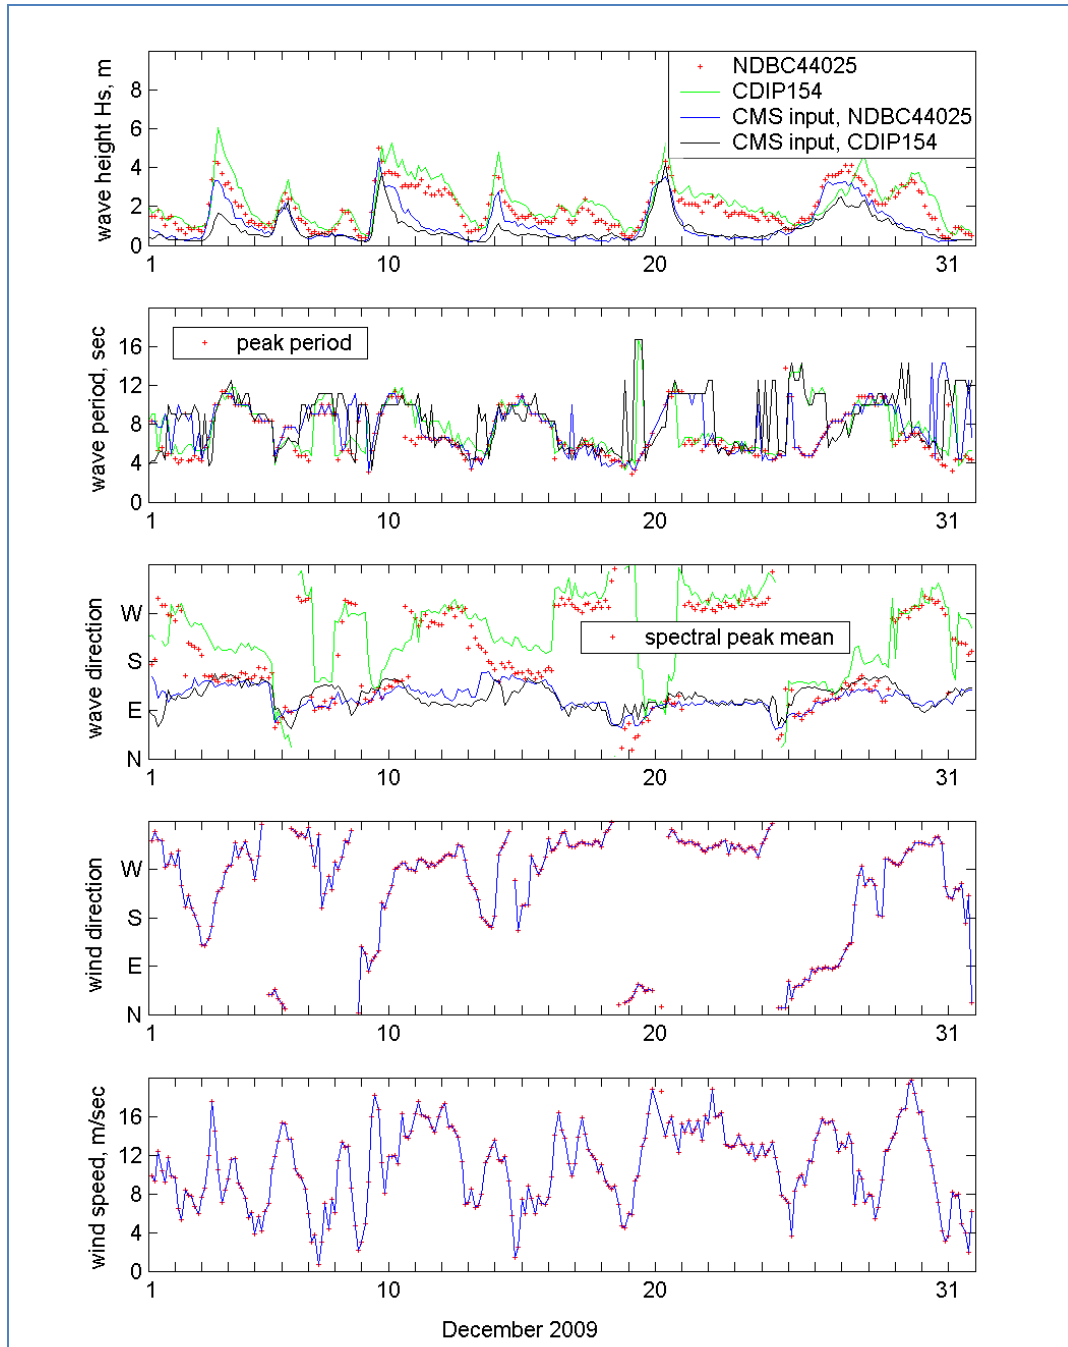 wave height Hs, m
8
6
4
2
0
NDBC44025
CDIP154
CMS input, NDBC44025
CMS input, CDIP154
1 10 20 31
wave period, sec
16
12
8
4
0
peak period
1 10 20 31
wave direction
W
S
E
N
spectral peak mean
1 10 20 31
wind direction
W
S
E
N
1 10 20 31
wind speed, m/sec
16
12
8
4
0
1 10 20 31
December 2009